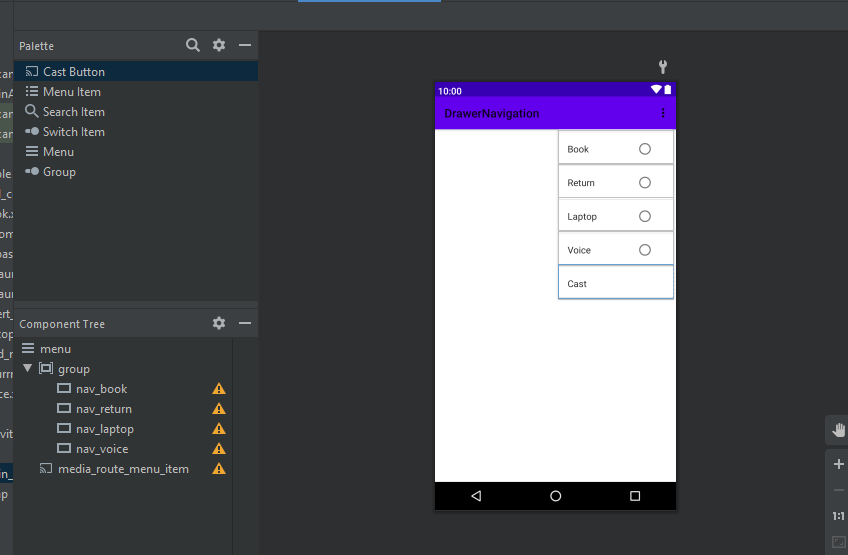 Palette
Cast Button
Menu Item
Search Item
Switch Item
Menu
Group
Component Tree
menu
group
nav_book
nav_return
nav_laptop
nav_voice
media_route_menu_item
10:00
DrawerNavigation
Book
Return
Laptop
Voice
Cast
1:1